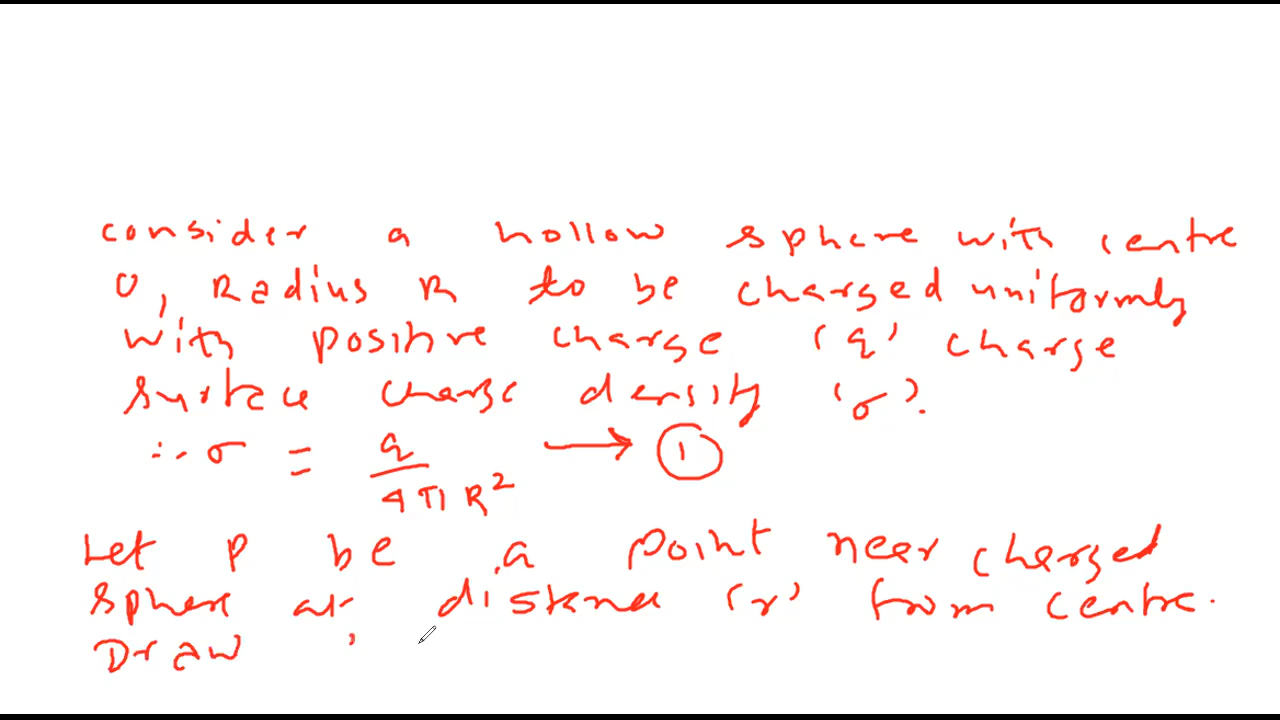 consider a hollow sphere with centre
O, Radius R to be charged uniformly
with positive charge 'q' charge
surface charge density 'σ'.
∴ σ = q / 4πR² → ①
Let P be a point near charged
sphere at distance 'r' from centre.
Draw '